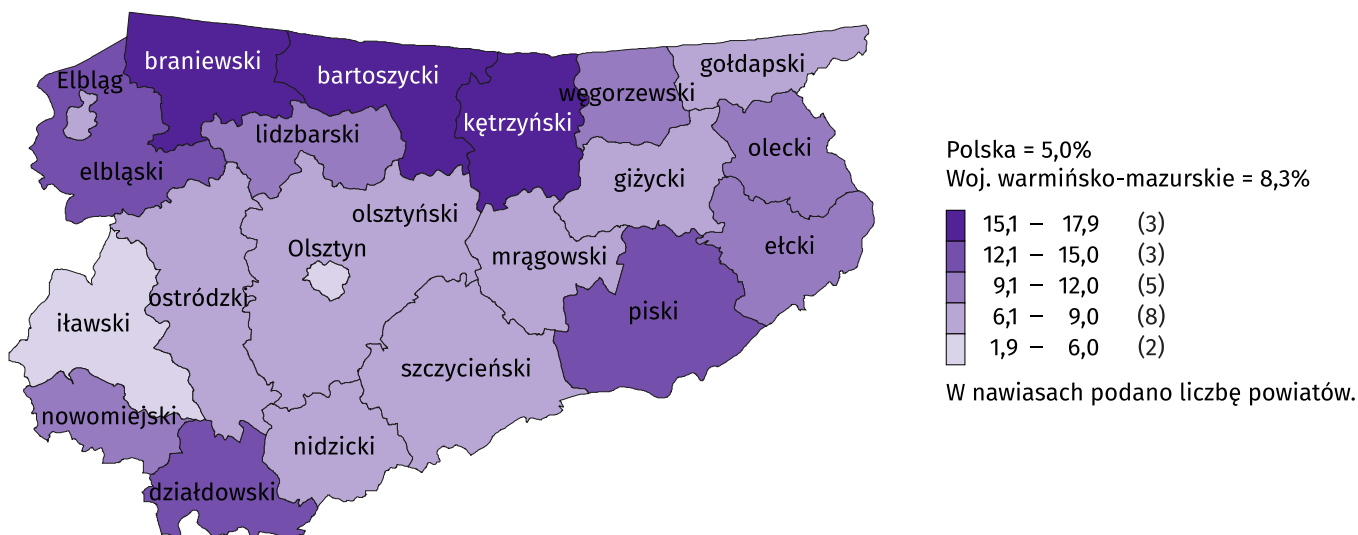 braniewski
bartoszycki
gołdapski
Elbląg
węgorzewski
kętrzyński
lidzbarski
olecki
elbląski
giżycki
olsztyński
Olsztyn
mrągowski
ełcki
ostródzki
iławski
piski
szczycieński
nowomiejski
nidzicki
działdowski
Polska = 5,0%
Woj. warmińsko-mazurskie = 8,3%
15,1 – 17,9 (3)
12,1 – 15,0 (3)
9,1 – 12,0 (5)
6,1 – 9,0 (8)
1,9 – 6,0 (2)
W nawiasach podano liczbę powiatów.